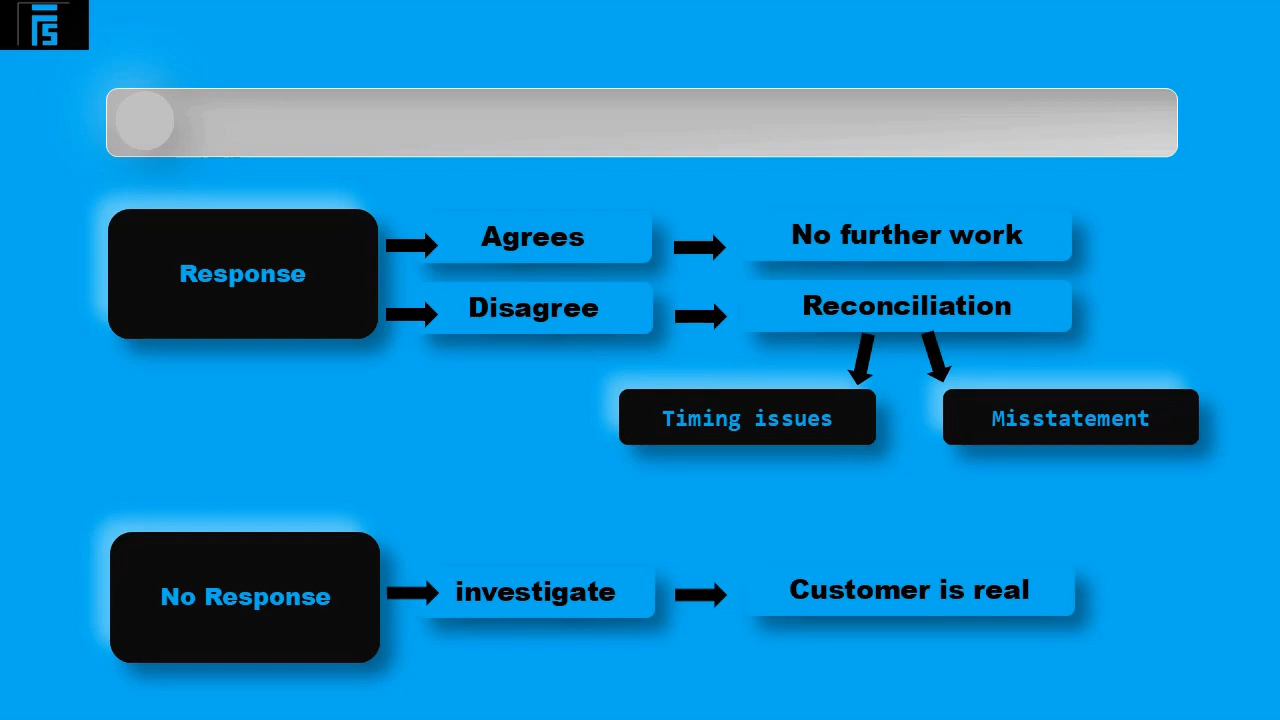 Response
Agrees
No further work
Disagree
Reconciliation
Timing issues
Misstatement
No Response
investigate
Customer is real